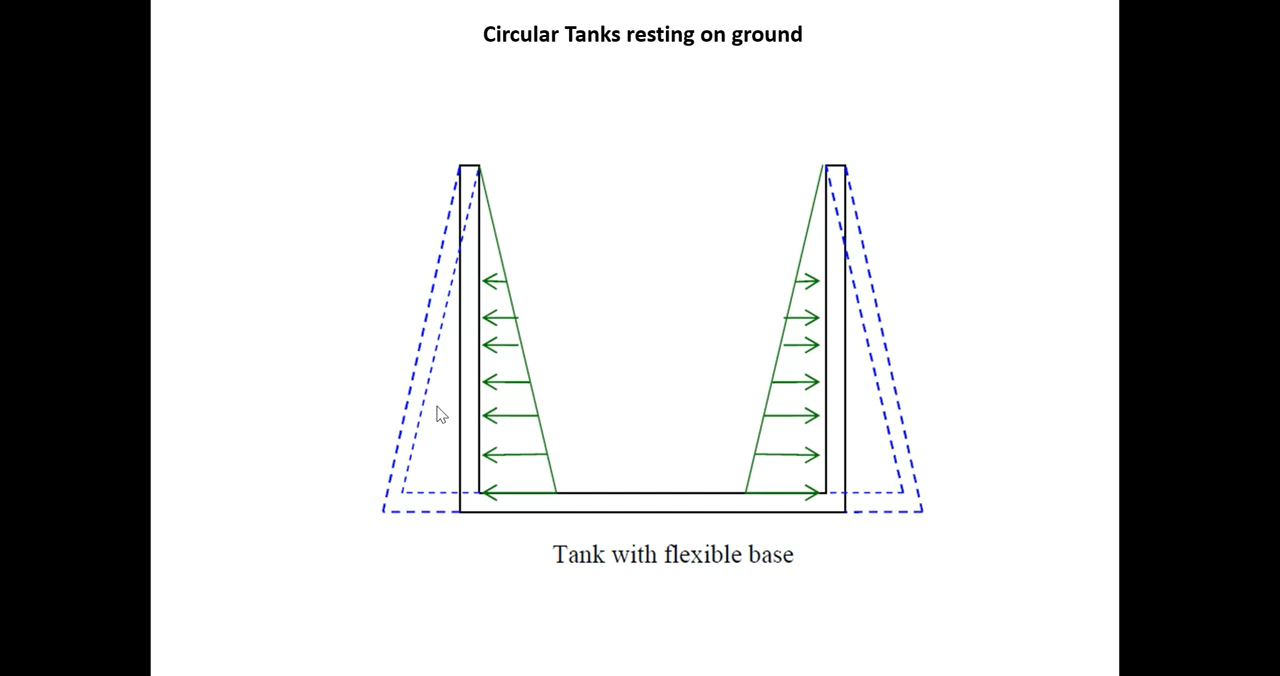 Circular Tanks resting on ground
Tank with flexible base